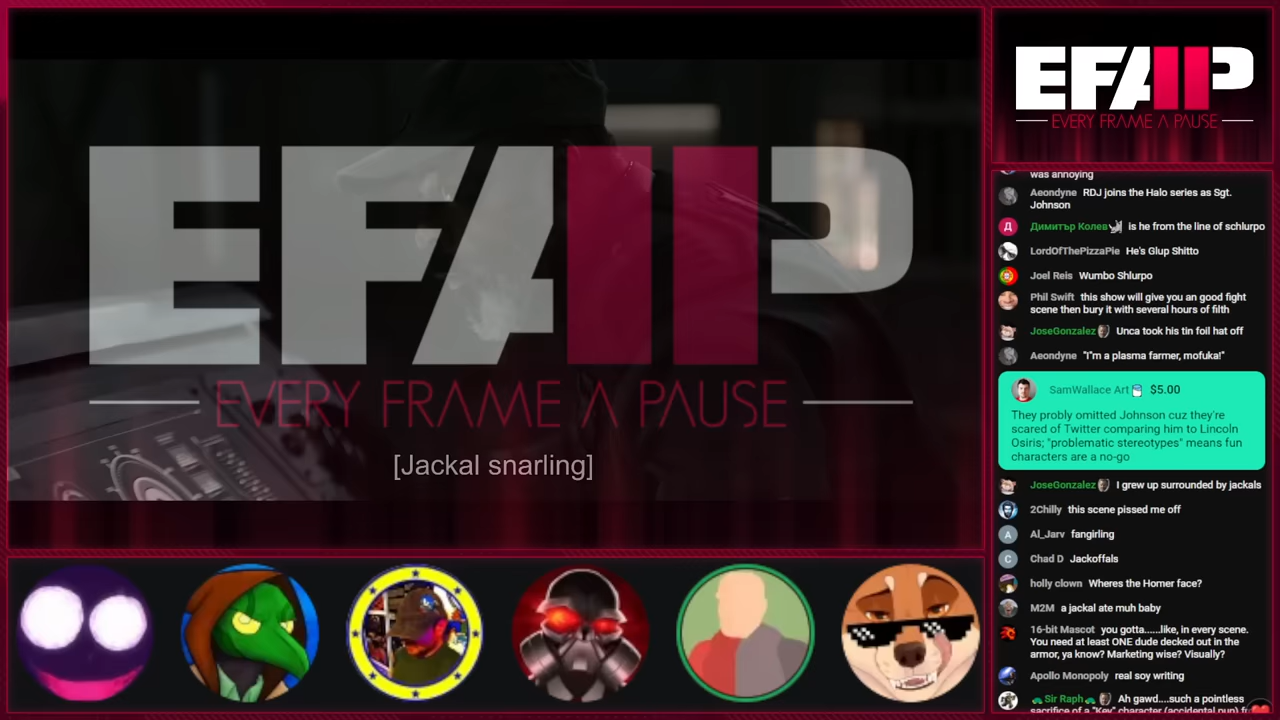 EFAP
EVERY FRAME A PAUSE
[Jackal snarling]
EFAP
EVERY FRAME A PAUSE
was annoying
Aeondyne RDJ joins the Halo series as Sgt.
Johnson
Д
Димитър Колев is he from the line of schlurpo
LordOfThePizzaPie He's Glup Shitto
Joel Reis Wumbo Shlurpo
Phil Swift this show will give you an good fight
scene then bury it with several hours of filth
JoseGonzalez Unca took his tin foil hat off
Aeondyne "I"m a plasma farmer, mofuka!"
SamWallace Art $5.00
They probly omitted Johnson cuz they're
scared of Twitter comparing him to Lincoln
Osiris; "problematic stereotypes" means fun
characters are a no-go
JoseGonzalez I grew up surrounded by jackals
2Chilly this scene pissed me off
A
Al_Jarv fangirling
C
Chad D Jackoffals
holly clown Wheres the Homer face?
M2M a jackal ate muh baby
16-bit Mascot you gotta......like, in every scene.
You need at least ONE dude decked out in the
armor, ya know? Marketing wise? Visually?
Apollo Monopoly real soy writing
Sir Raph Ah gawd....such a pointless
sacrifice of a "Key" character (accidental pun)